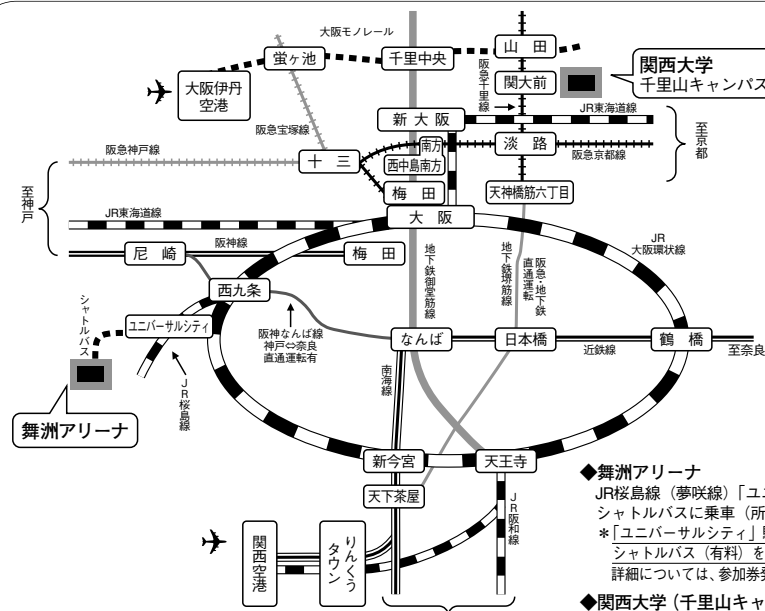 大阪モノレール
蛍ヶ池
千里中央
山田
大阪伊丹
空港
阪急千里線
関大前
関西大学
千里山キャンパス
新大阪
JR東海道線
阪急宝塚線
南方
淡路
至京都
阪急神戸線
十三
西中島南方
阪急京都線
梅田
天神橋筋六丁目
至神戸
JR東海道線
大阪
尼崎
阪神線
梅田
地下鉄御堂筋線
地下鉄堺筋線
阪急・地下鉄
直通運転
JR
大阪環状線
西九条
シャトルバス
ユニバーサルシティ
阪神なんば線
神戸⇔奈良
直通運転有
なんば
日本橋
近鉄線
鶴橋
至奈良
JR桜島線
南海線
舞洲アリーナ
新今宮
天王寺
天下茶屋
JR阪和線
関西空港
りんくう
タウン
◆舞洲アリーナ
JR桜島線（夢咲線）「ユニ
シャトルバスに乗車（所
＊「ユニバーサルシティ」
シャトルバス（有料）を
詳細については、参加券
◆関西大学（千里山キャ